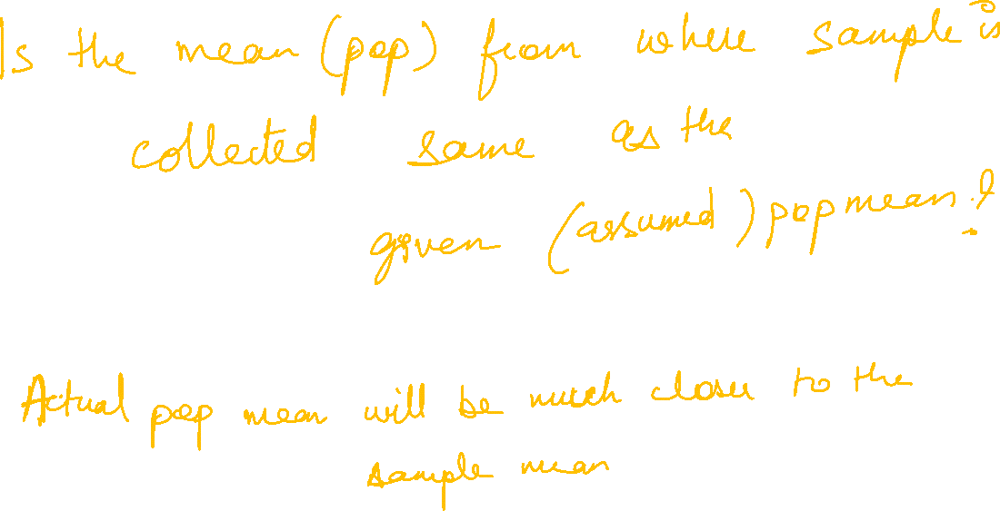 Is the mean (pop) from where sample is
collected same as the
given (assumed) pop mean ?
Actual pop mean will be much closer to the
sample mean